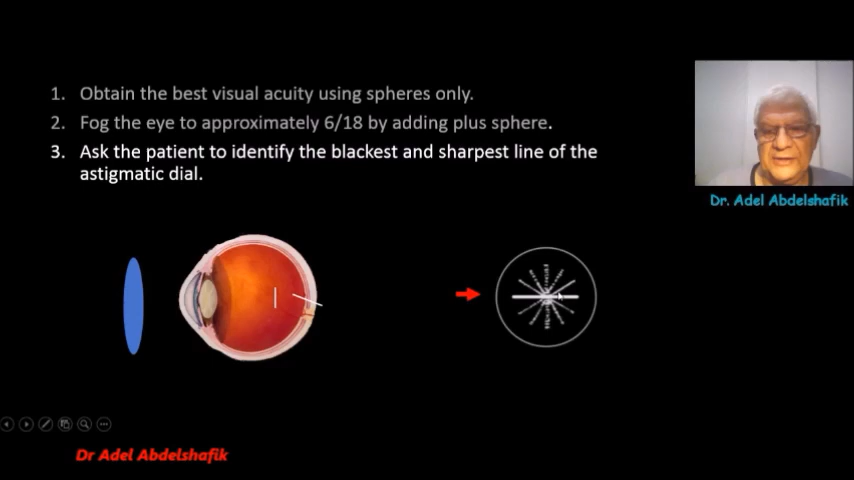 1. Obtain the best visual acuity using spheres only.
2. Fog the eye to approximately 6/18 by adding plus sphere.
3. Ask the patient to identify the blackest and sharpest line of the
astigmatic dial.
Dr. Adel Abdelshafik
Dr Adel Abdelshafik